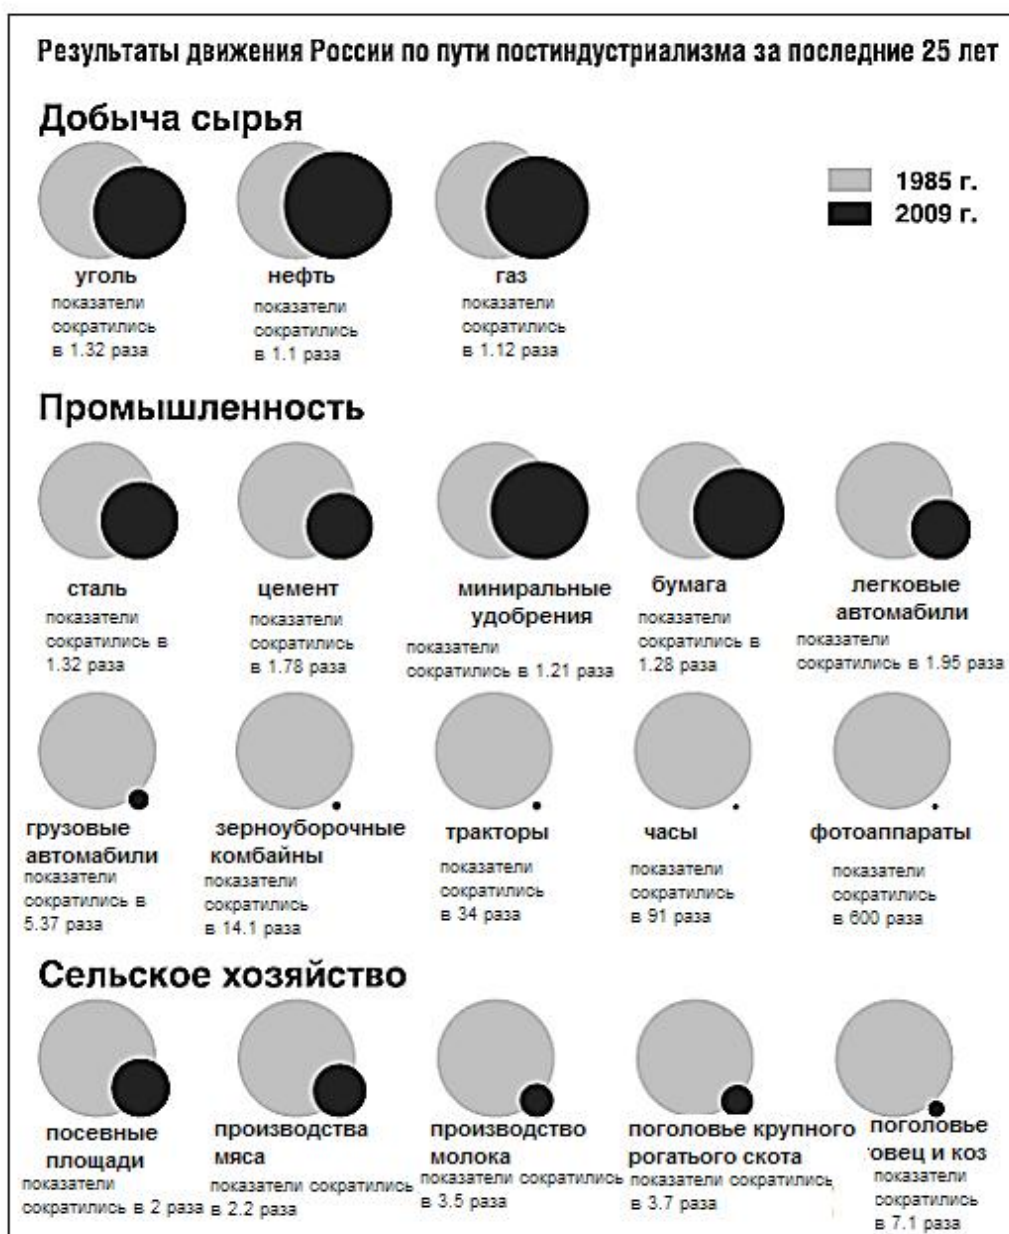 Результаты движения России по пути постиндустриализма за последние 25 лет
Добыча сырья
1985 г.
2009 г.
уголь
показатели
сократились
в 1.32 раза
нефть
показатели
сократились
в 1.1 раза
газ
показатели
сократились
в 1.12 раза
Промышленность
сталь
показатели
сократились в
1.32 раза
цемент
показатели
сократились
в 1.78 раза
миниральные
удобрения
показатели
сократились в 1.21 раза
бумага
показатели
сократились в
1.28 раза
легковые
автомабили
показатели
сократились в 1.95 раза
грузовые
автомабили
показатели
сократились в
5.37 раза
зерноуборочные
комбайны
показатели
сократились
в 14.1 раза
тракторы
показатели
сократились
в 34 раза
часы
показатели
сократились
в 91 раза
фотоаппараты
показатели
сократились
в 600 раза
Сельское хозяйство
посевные
площади
показатели
сократились в 2 раза
производства
мяса
показатели сократились
в 2.2 раза
производство
молока
показатели сократились
в 3.5 раза
поголовье крупного
рогатього скота
показатели сократились
в 3.7 раза
поголовье
овец и коз
показатели
сократились
в 7.1 раза